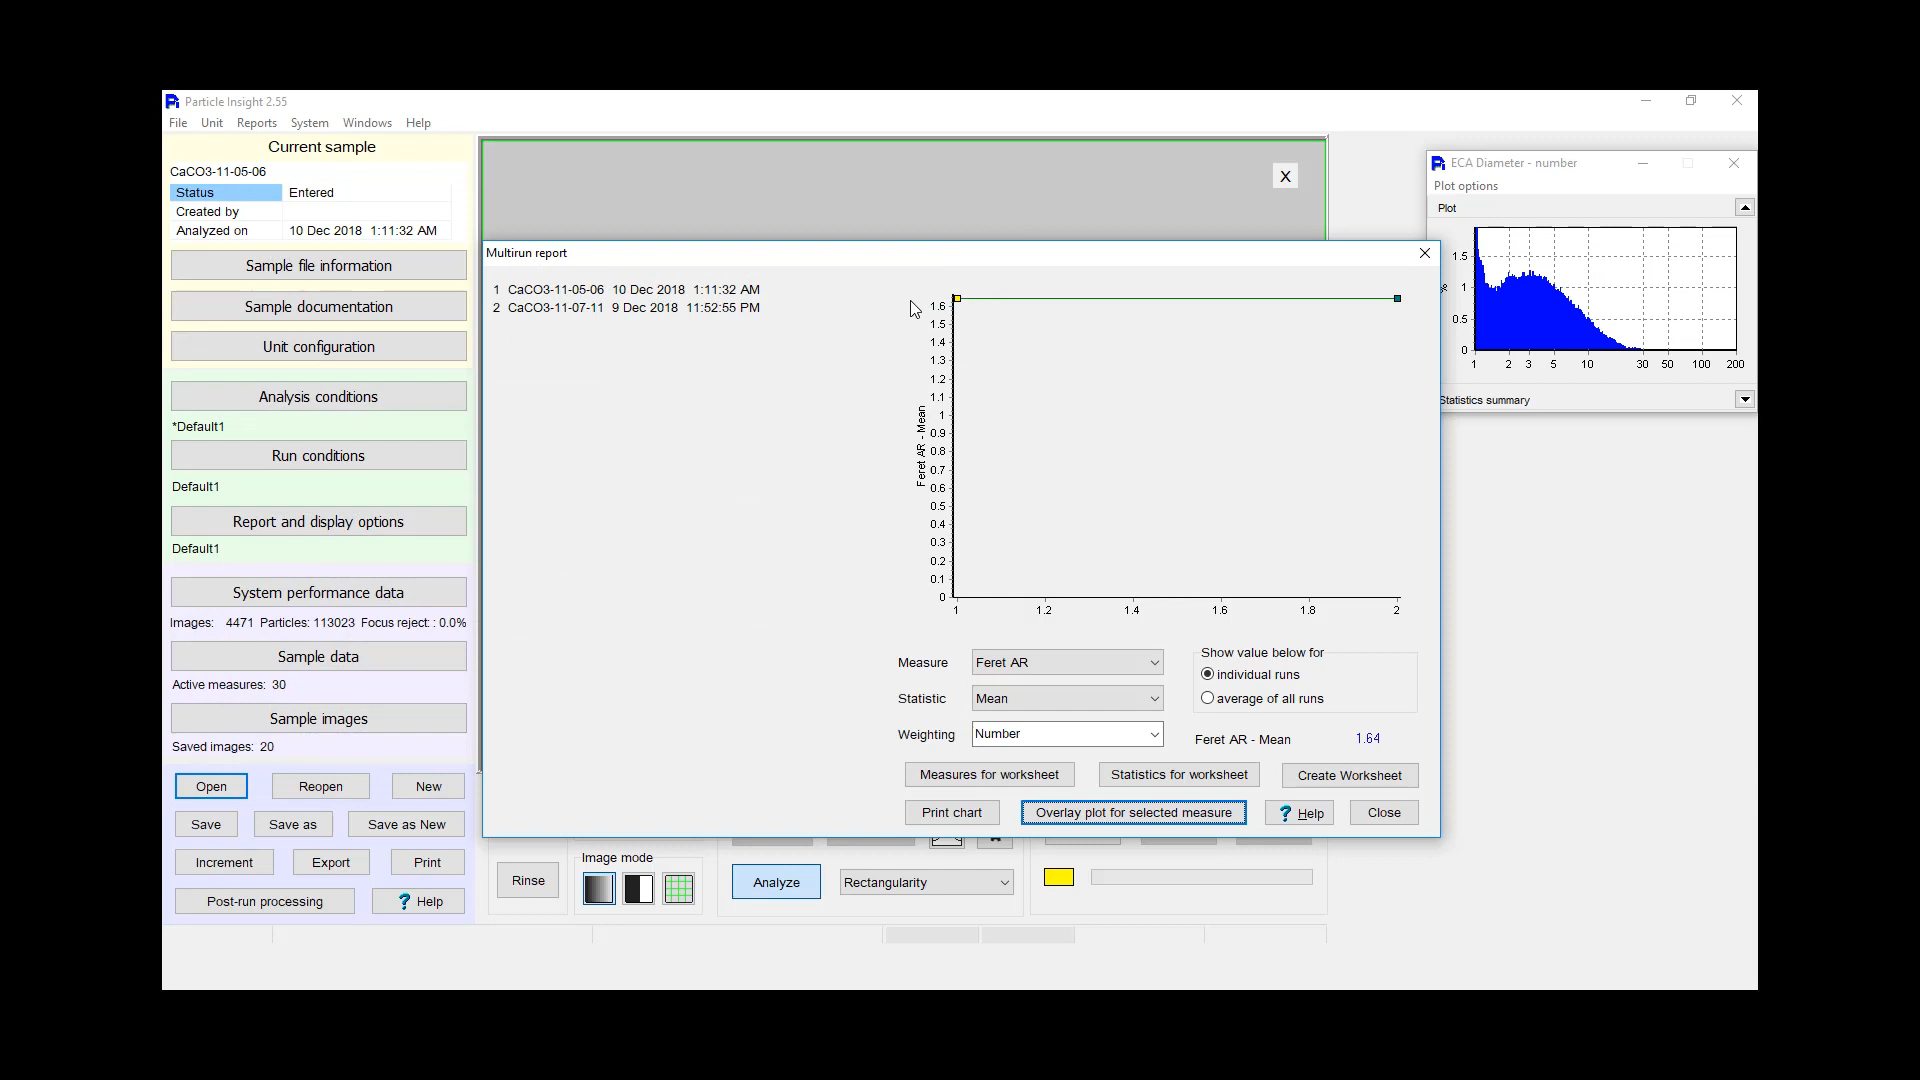 Particle Insight 2.55
File Unit Reports System Windows Help
Current sample
CaCO3-11-05-06
Status Entered
Created by
Analyzed on 10 Dec 2018 1:11:32 AM
Sample file information
Sample documentation
Unit configuration
Analysis conditions
*Default1
Run conditions
Default1
Report and display options
Default1
System performance data
Images: 4471 Particles: 113023 Focus reject: : 0.0%
Sample data
Active measures: 30
Sample images
Saved images: 20
Open Reopen New
Save Save as Save as New
Increment Export Print
Post-run processing ? Help
X
Multirun report
1 CaCO3-11-05-06 10 Dec 2018 1:11:32 AM
2 CaCO3-11-07-11 9 Dec 2018 11:52:55 PM
Feret AR - Mean
1.6
1.5
1.4
1.3
1.2
1.1
1
0.9
0.8
0.7
0.6
0.5
0.4
0.3
0.2
0.1
0
1 1.2 1.4 1.6 1.8 2
Measure Feret AR
Statistic Mean
Weighting Number
Show value below for
individual runs
average of all runs
Feret AR - Mean 1.64
Measures for worksheet Statistics for worksheet Create Worksheet
Print chart Overlay plot for selected measure ? Help Close
Rinse
Image mode
Analyze Rectangularity
ECA Diameter - number
Plot options
Plot
%
1.5
1
0.5
0
1 2 3 5 10 30 50 100 200
Statistics summary